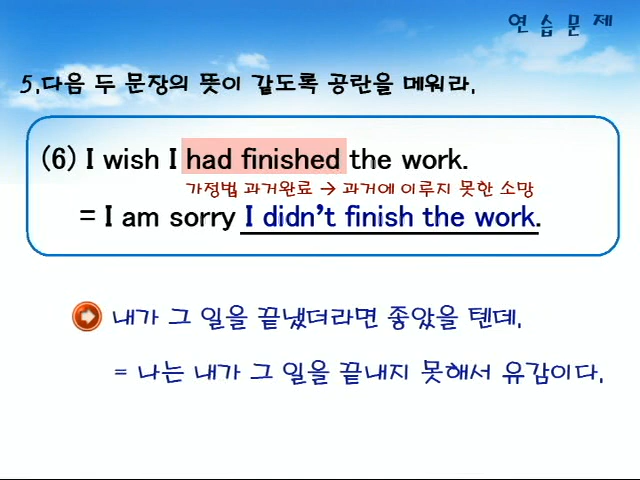 연습문제
5. 다음 두 문장의 뜻이 같도록 공란을 메워라.
(6) I wish I had finished the work.
가정법 과거완료 → 과거에 이루지 못한 소망
= I am sorry I didn't finish the work.
내가 그 일을 끝냈더라면 좋았을 텐데.
= 나는 내가 그 일을 끝내지 못해서 유감이다.